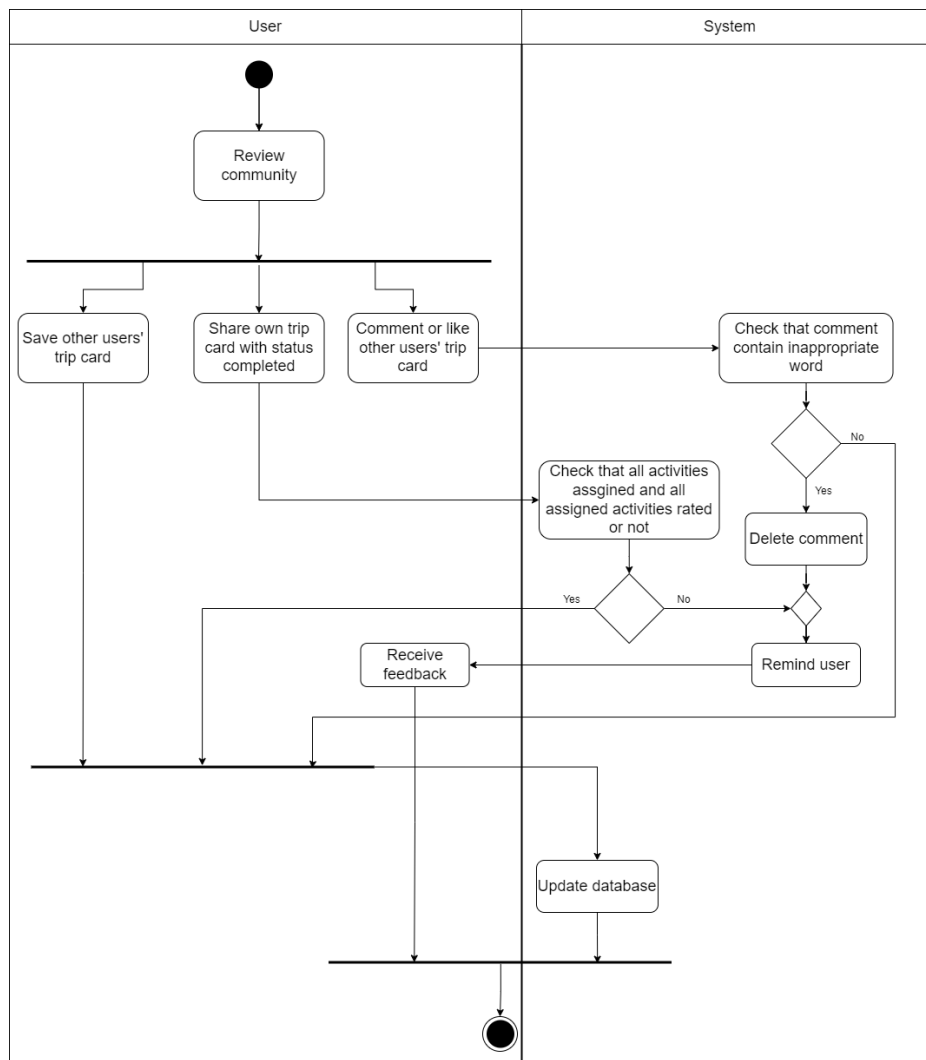 User
System
Review
community
Save other users'
trip card
Share own trip
card with status
completed
Comment or like
other users' trip
card
Check that comment
contain inappropriate
word
No
Yes
Check that all activities
assgined and all
assigned activities rated
or not
Delete comment
Yes
No
Receive
feedback
Remind user
Update database